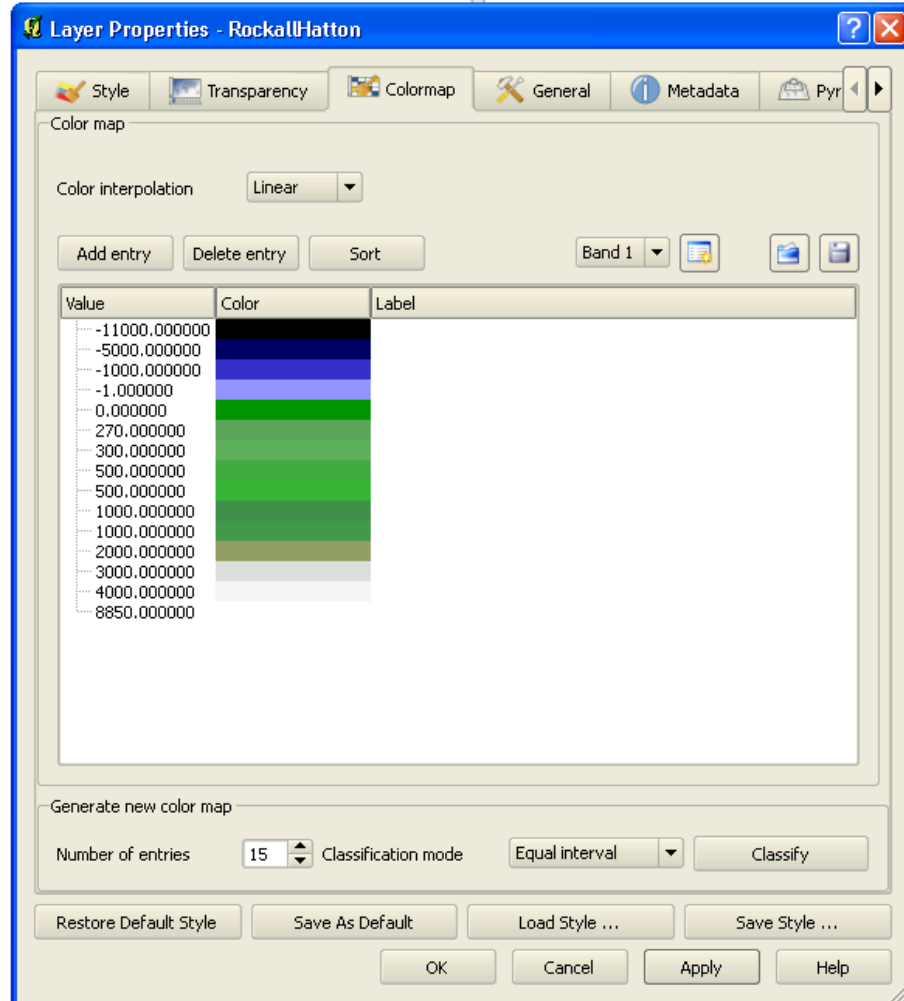 Layer Properties - RockallHatton
Style Transparency Colormap General Metadata Pyr
Color map
Color interpolation Linear
Add entry Delete entry Sort Band 1
Value Color Label
-11000.000000
-5000.000000
-1000.000000
-1.000000
0.000000
270.000000
300.000000
500.000000
500.000000
1000.000000
1000.000000
2000.000000
3000.000000
4000.000000
8850.000000
Generate new color map
Number of entries 15 Classification mode Equal interval Classify
Restore Default Style Save As Default Load Style ... Save Style ...
OK Cancel Apply Help